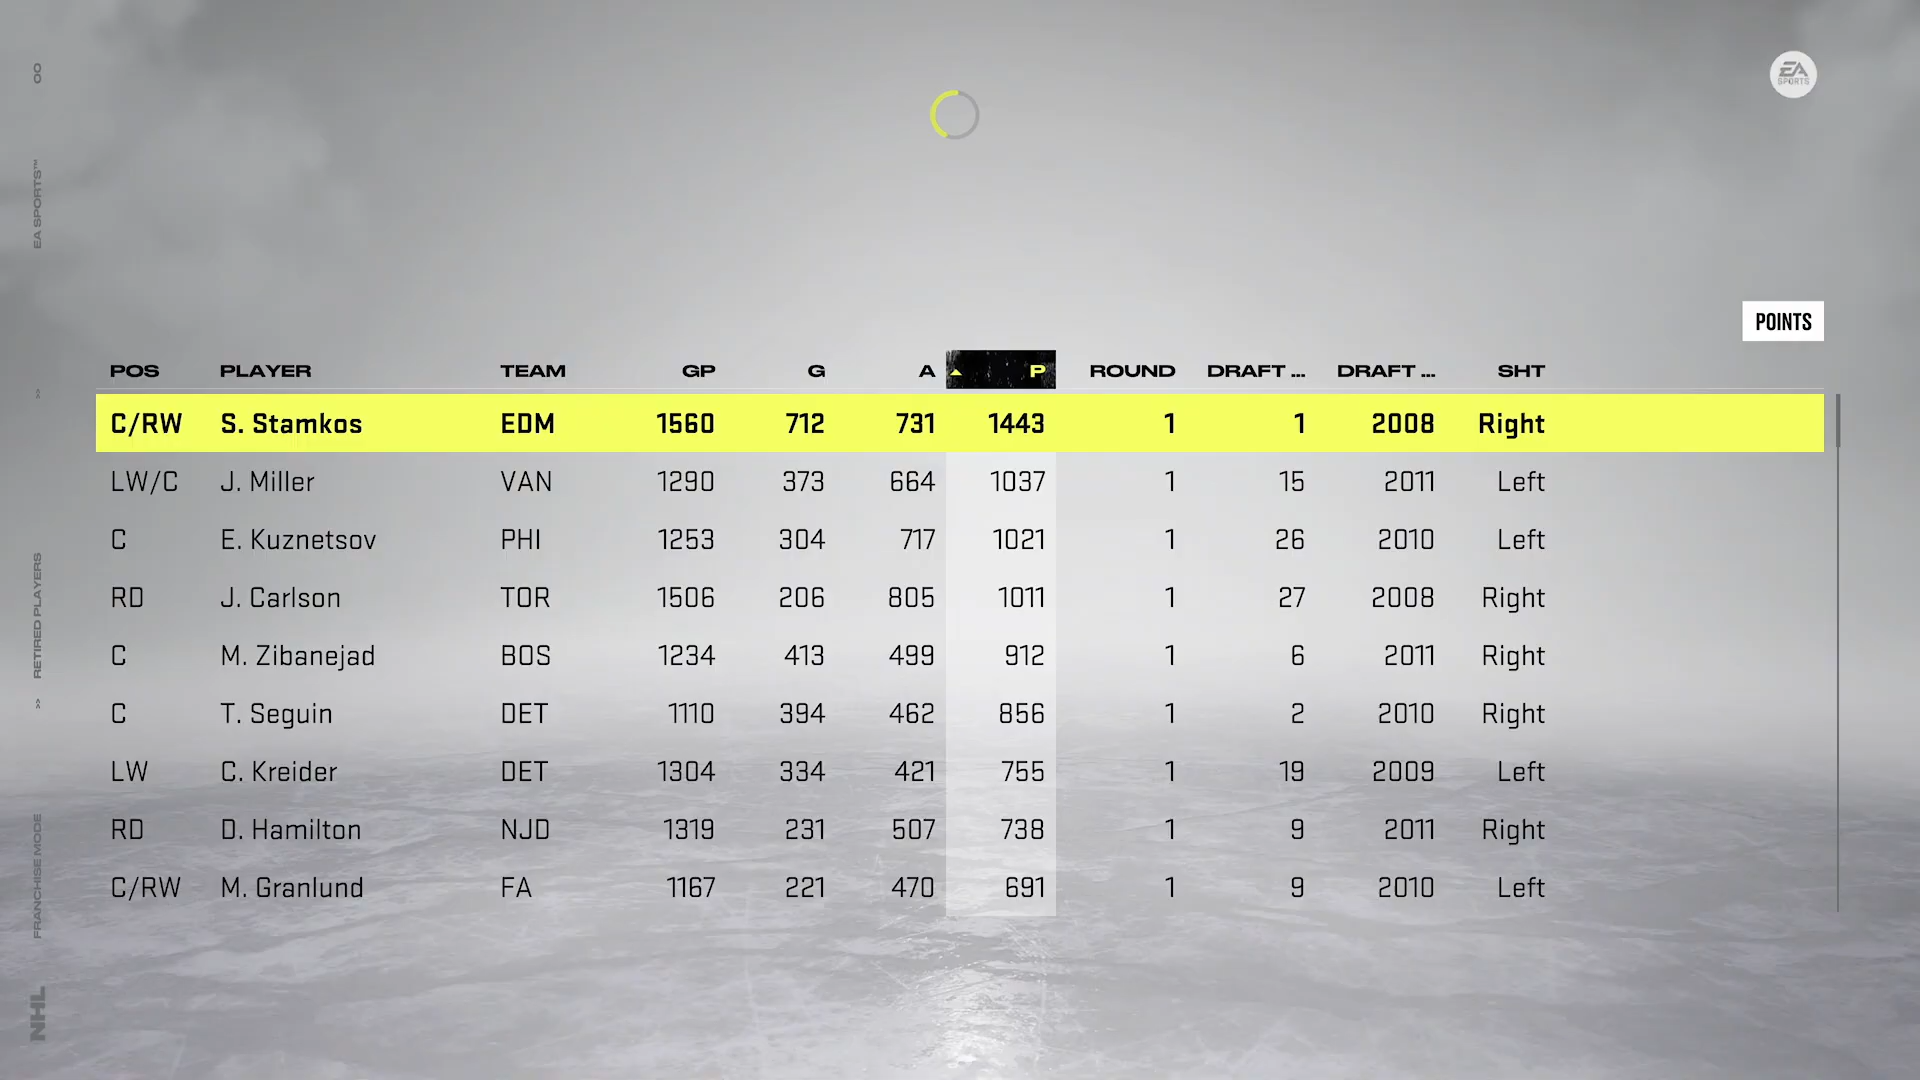 OO
EA SPORTS™
>>
RETIRED PLAYERS
>>
FRANCHISE MODE
NHL
EA SPORTS
POINTS
POS PLAYER TEAM GP G A P ROUND DRAFT ... DRAFT ... SHT
C/RW S. Stamkos EDM 1560 712 731 1443 1 1 2008 Right
LW/C J. Miller VAN 1290 373 664 1037 1 15 2011 Left
C E. Kuznetsov PHI 1253 304 717 1021 1 26 2010 Left
RD J. Carlson TOR 1506 206 805 1011 1 27 2008 Right
C M. Zibanejad BOS 1234 413 499 912 1 6 2011 Right
C T. Seguin DET 1110 394 462 856 1 2 2010 Right
LW C. Kreider DET 1304 334 421 755 1 19 2009 Left
RD D. Hamilton NJD 1319 231 507 738 1 9 2011 Right
C/RW M. Granlund FA 1167 221 470 691 1 9 2010 Left